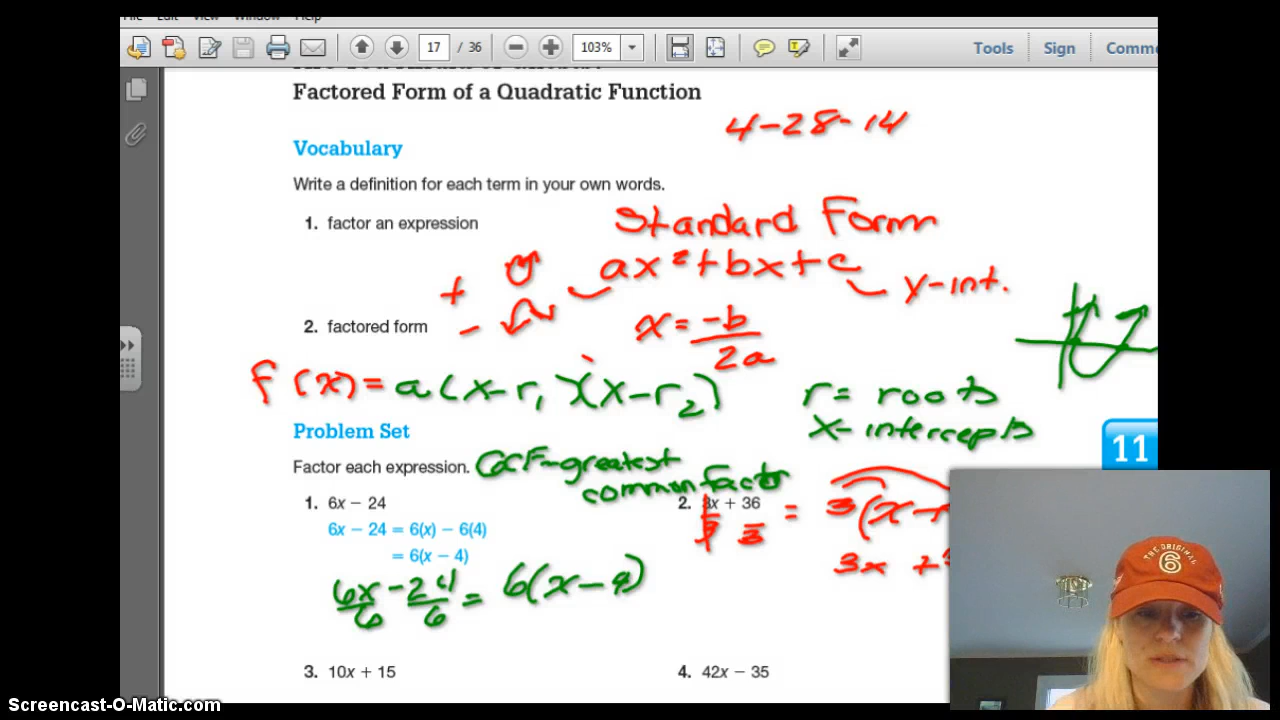 File Edit View Window Help
17 / 36 103% Tools Sign Comme
Factored Form of a Quadratic Function
4-28-14
Vocabulary
Write a definition for each term in your own words.
1. factor an expression
Standard Form
+ ax² + bx + c y-int.
2. factored form
- x = -b/2a
f(x) = a(x-r₁)(x-r₂)
r = roots
x-intercepts
Problem Set
11
Factor each expression. GCF-greatest
common factor
1. 6x − 24
6x − 24 = 6(x) − 6(4)
= 6(x − 4)
6x/6 - 24/6 = 6(x-4)
2. 3x + 36 = 3(x
3 3
3x +
THE ORIGINAL
6
3. 10x + 15
4. 42x − 35
Screencast-O-Matic.com